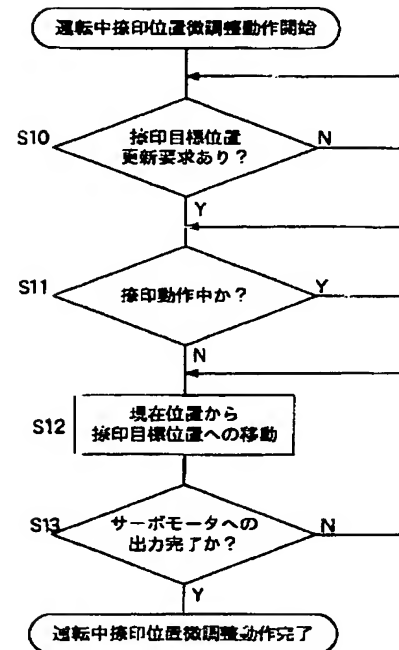 運転中捺印位置微調整動作開始
S10
捺印目標位置
更新要求あり？
N
Y
S11
捺印動作中か？
Y
N
S12
現在位置から
捺印目標位置への移動
S13
サーボモータへの
出力完了か？
N
Y
運転中捺印位置微調整動作完了